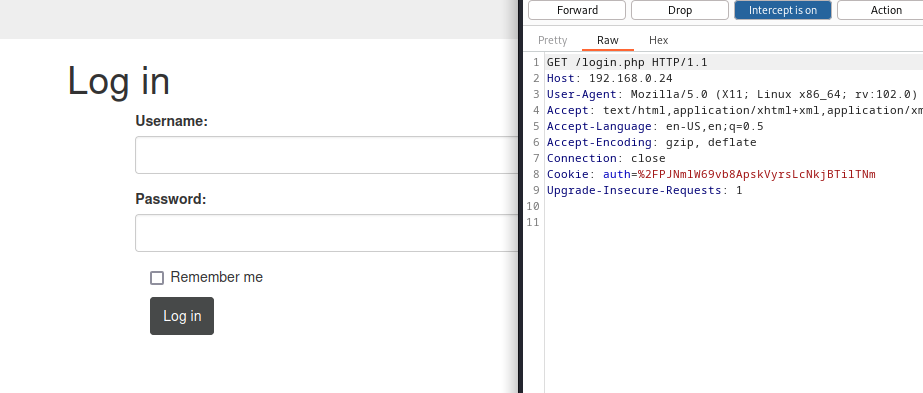 Log in
Username:
Password:
Remember me
Log in
Forward Drop Intercept is on Action
Pretty Raw Hex
1 GET /login.php HTTP/1.1
2 Host: 192.168.0.24
3 User-Agent: Mozilla/5.0 (X11; Linux x86_64; rv:102.0)
4 Accept: text/html,application/xhtml+xml,application/xm
5 Accept-Language: en-US,en;q=0.5
6 Accept-Encoding: gzip, deflate
7 Connection: close
8 Cookie: auth=%2FPJNmlW69vb8ApskVyrsLcNkjBTilTNm
9 Upgrade-Insecure-Requests: 1
10
11